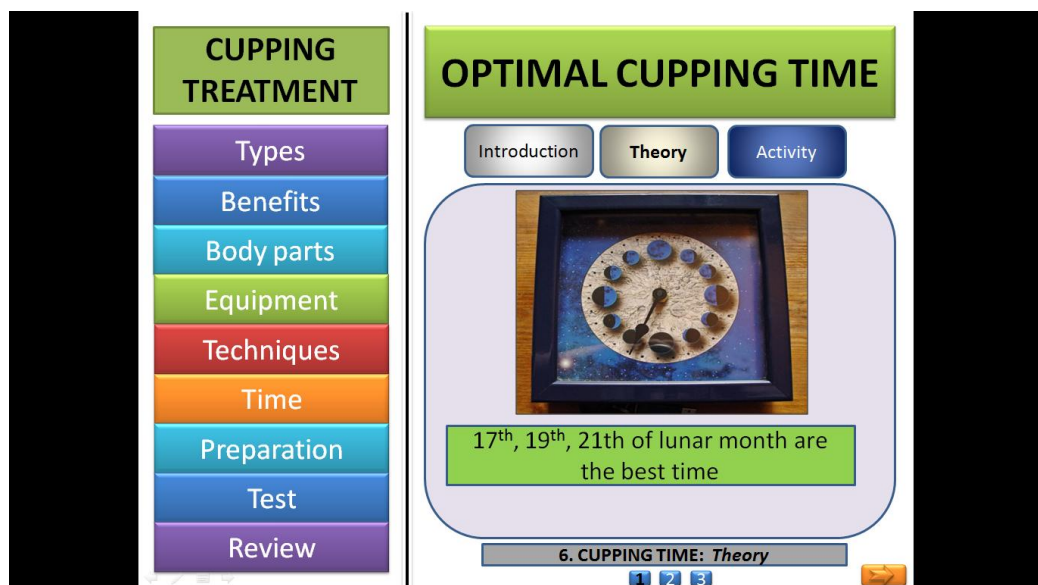 CUPPING
TREATMENT
Types
Benefits
Body parts
Equipment
Techniques
Time
Preparation
Test
Review
OPTIMAL CUPPING TIME
Introduction
Theory
Activity
17th, 19th, 21th of lunar month are
the best time
6. CUPPING TIME: Theory
1 2 3